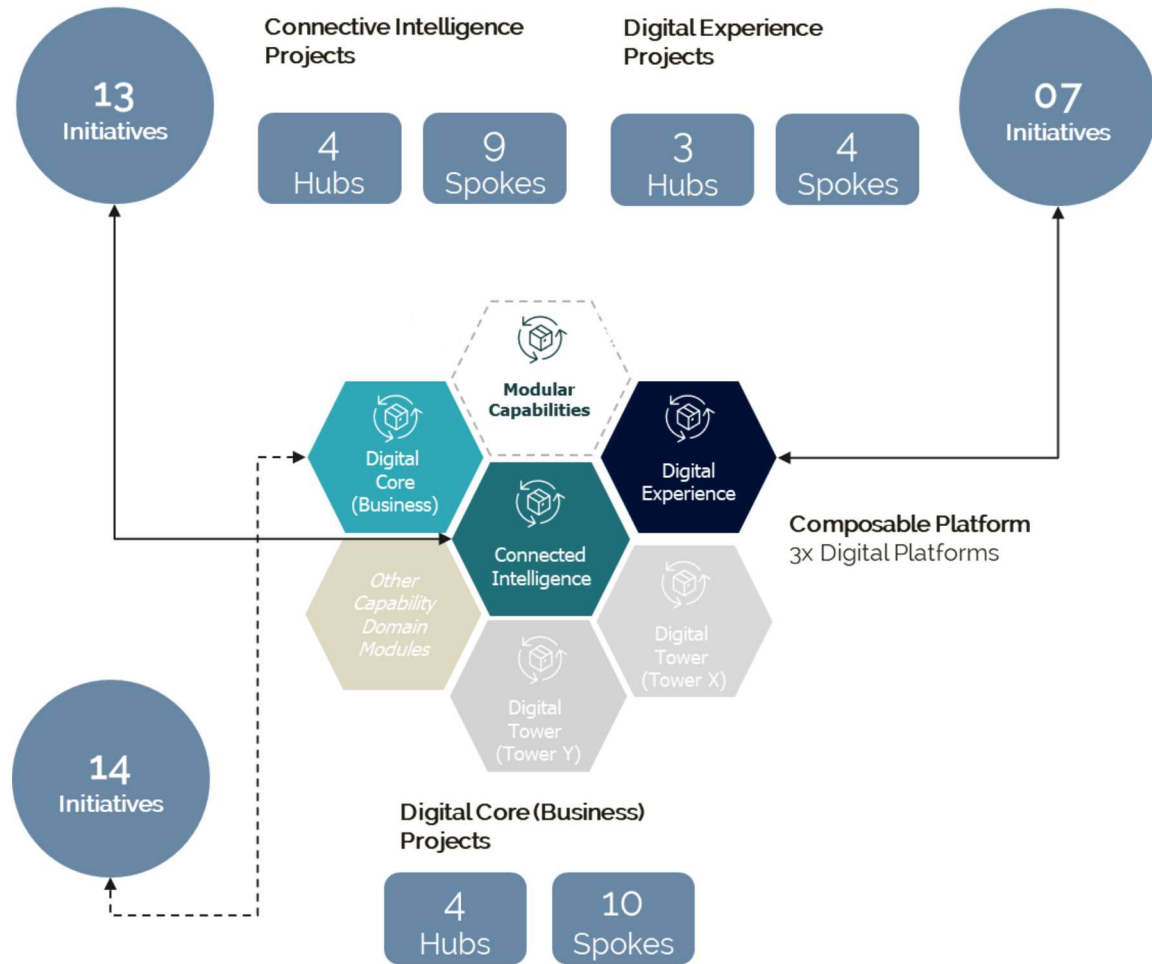 Connective Intelligence
Projects
Digital Experience
Projects
13
Initiatives
07
Initiatives
4
Hubs
9
Spokes
3
Hubs
4
Spokes
Modular
Capabilities
Digital
Core
(Business)
Digital
Experience
Connected
Intelligence
Composable Platform
3x Digital Platforms
Other
Capability
Domain
Modules
Digital
Tower
(Tower X)
Digital
Tower
(Tower Y)
14
Initiatives
Digital Core (Business)
Projects
4
Hubs
10
Spokes